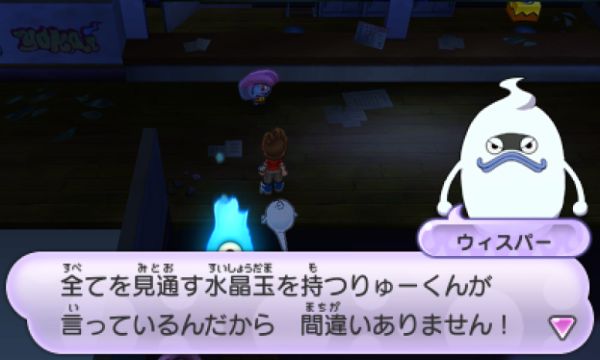 ウィスパー
全てを見通す水晶玉を持つりゅーくんが
言っているんだから　間違いありません！